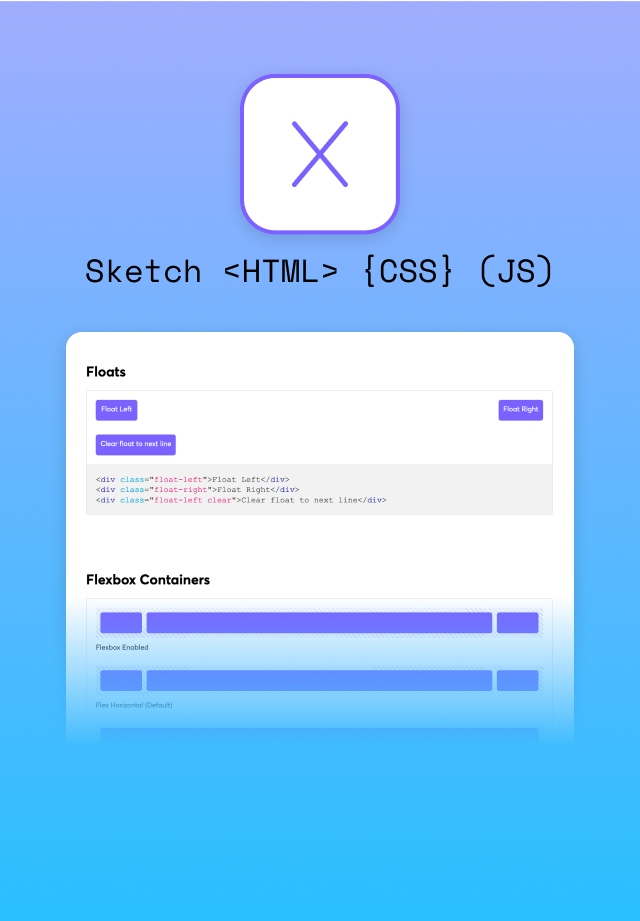 X
Sketch <HTML> {CSS} (JS)
Floats
Float Left
Float Right
Clear float to next line
<div class="float-left">Float Left</div>
<div class="float-right">Float Right</div>
<div class="float-left clear">Clear float to next line</div>
Flexbox Containers
Flexbox Enabled
Flex Horizontal (Default)